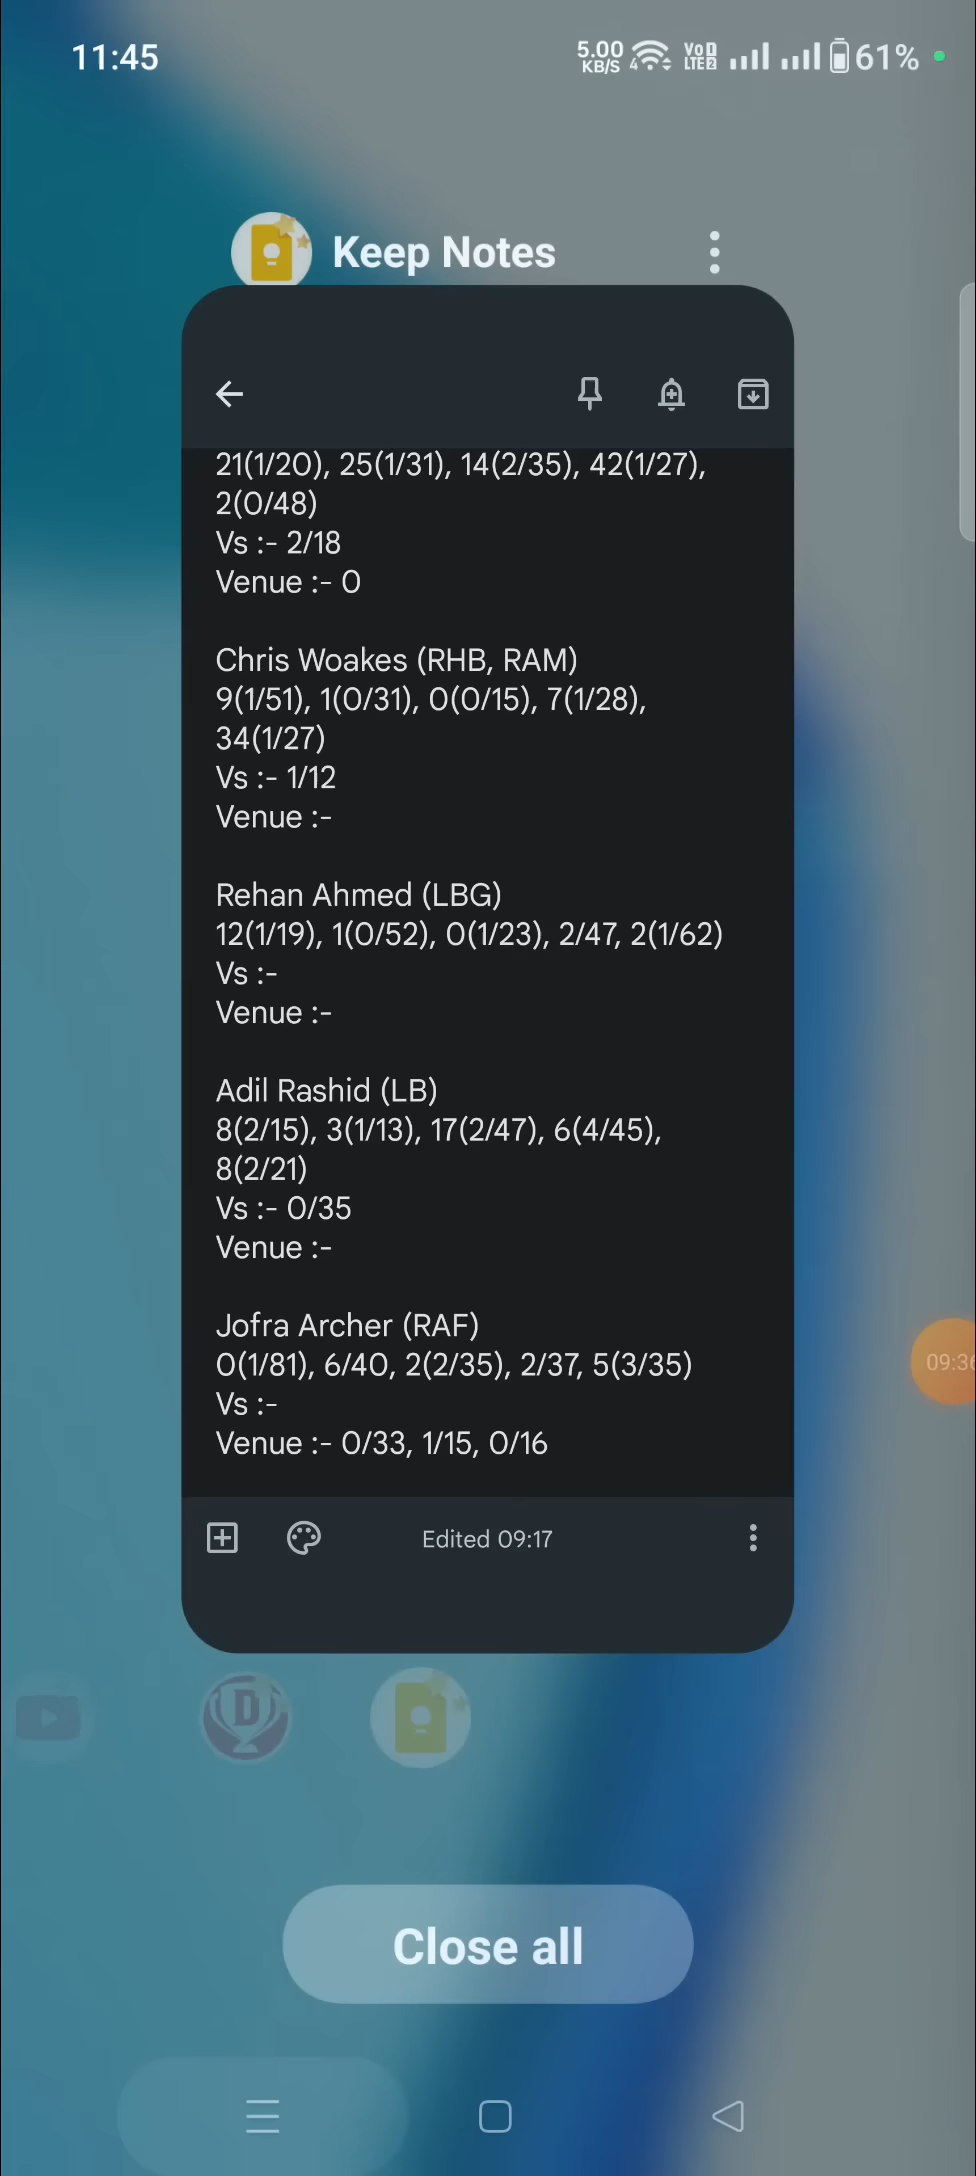 11:45
5.00 KB/S 4 Vo D LTE 2 61%
Keep Notes
21(1/20), 25(1/31), 14(2/35), 42(1/27),
2(0/48)
Vs :- 2/18
Venue :- 0
Chris Woakes (RHB, RAM)
9(1/51), 1(0/31), 0(0/15), 7(1/28),
34(1/27)
Vs :- 1/12
Venue :-
Rehan Ahmed (LBG)
12(1/19), 1(0/52), 0(1/23), 2/47, 2(1/62)
Vs :-
Venue :-
Adil Rashid (LB)
8(2/15), 3(1/13), 17(2/47), 6(4/45),
8(2/21)
Vs :- 0/35
Venue :-
Jofra Archer (RAF)
0(1/81), 6/40, 2(2/35), 2/37, 5(3/35)
Vs :-
Venue :- 0/33, 1/15, 0/16
09:36
Edited 09:17
D
Close all